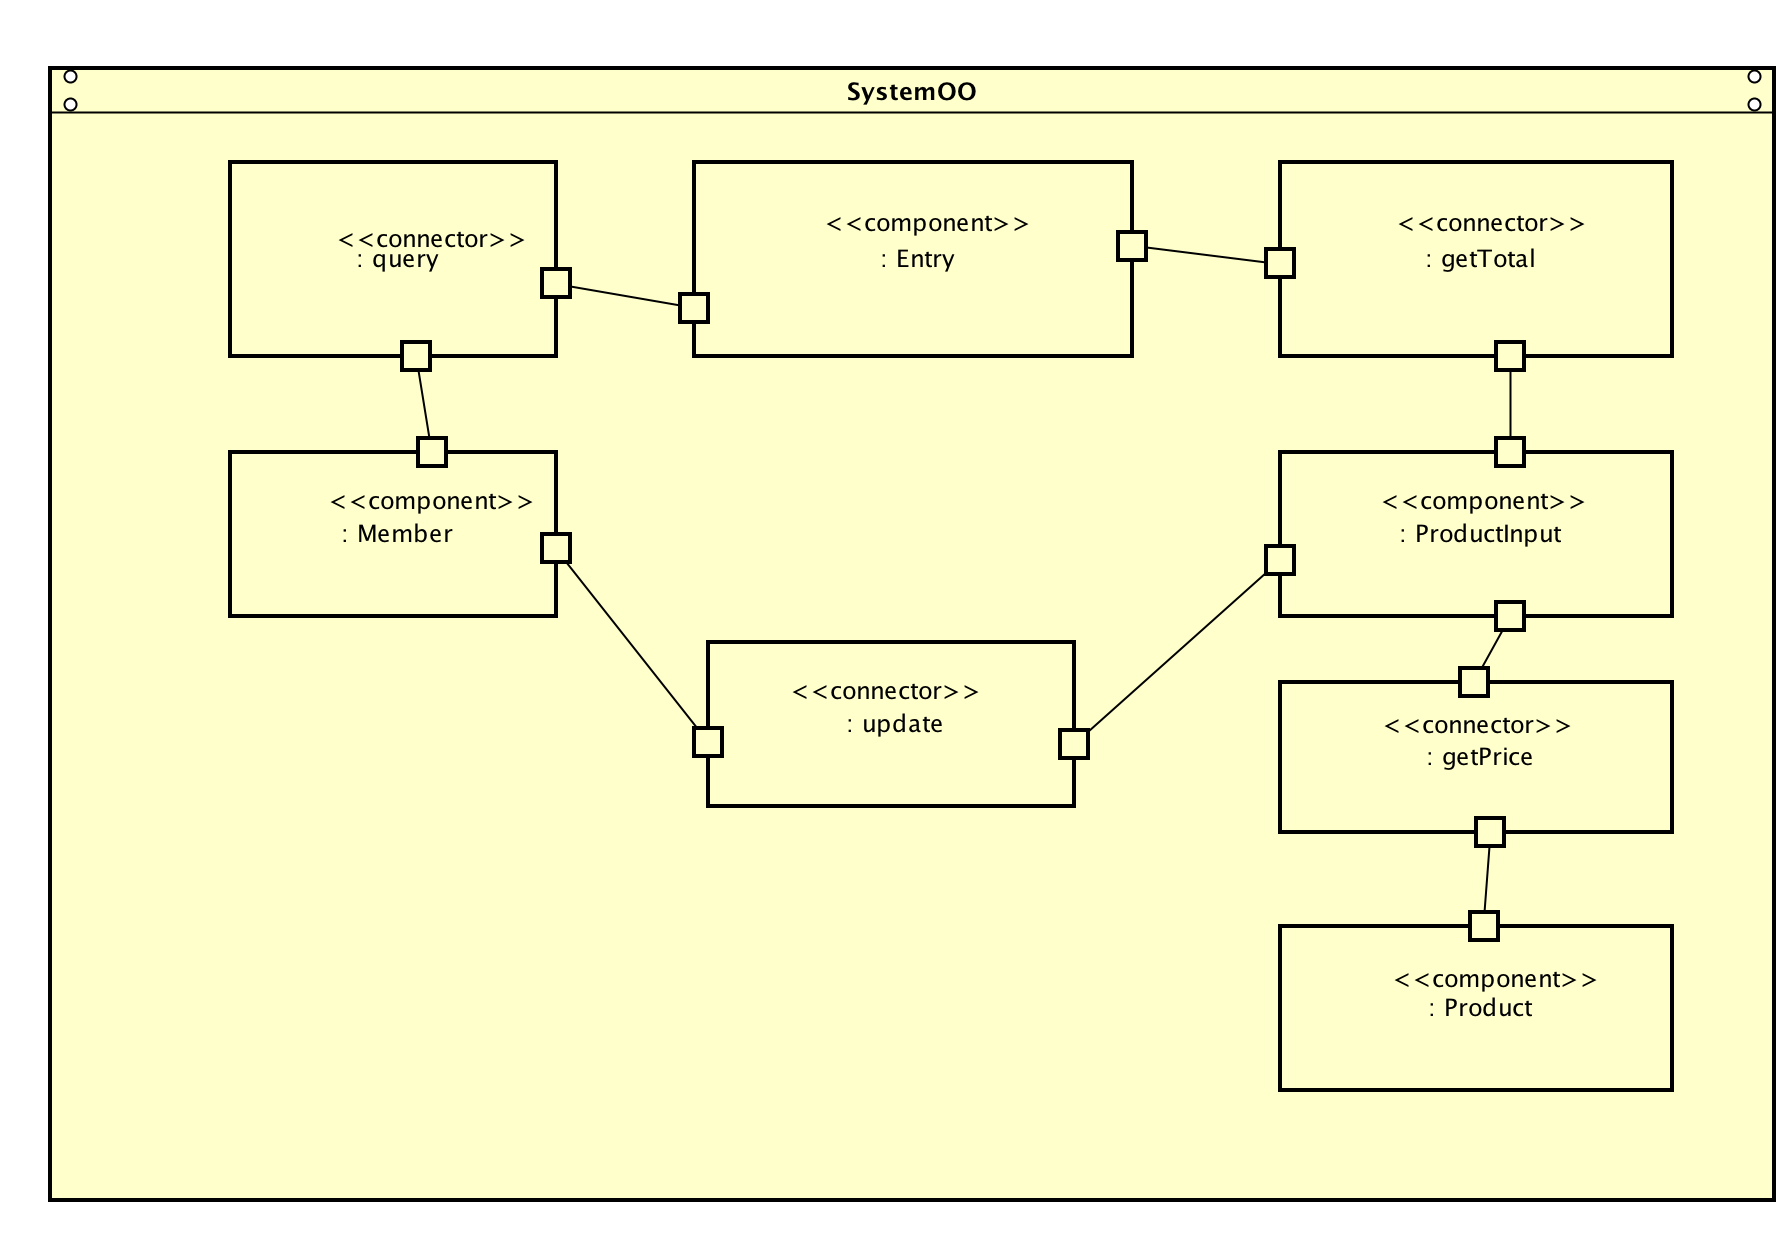 SystemOO
<<connector>>
: query
<<component>>
: Entry
<<connector>>
: getTotal
<<component>>
: Member
<<component>>
: ProductInput
<<connector>>
: update
<<connector>>
: getPrice
<<component>>
: Product